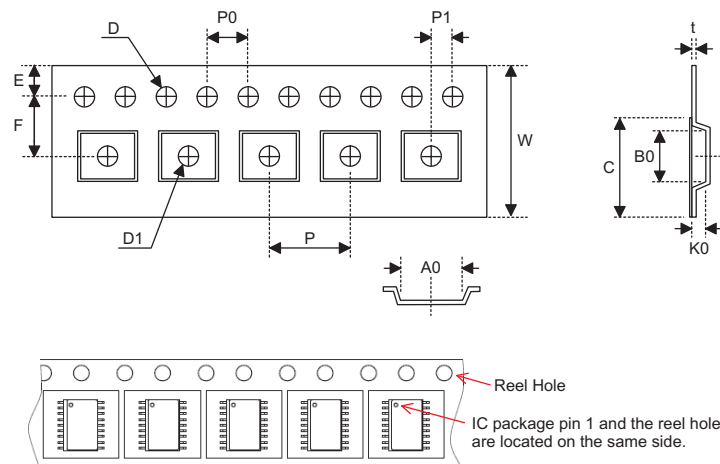 D
P0
P1
t
E
F
W
C
B0
D1
P
K0
A0
Reel Hole
IC package pin 1 and the reel hole
are located on the same side.